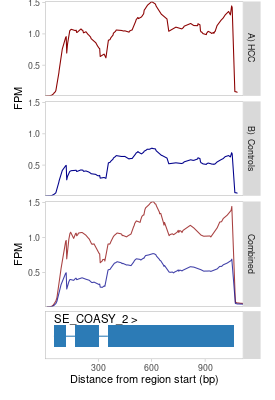 1.5
1.0
0.5
FPM
A) HCC
1.5
1.0
0.5
B) Controls
1.5
1.0
0.5
FPM
Combined
SE_COASY_2 >
300 600 900
Distance from region start (bp)